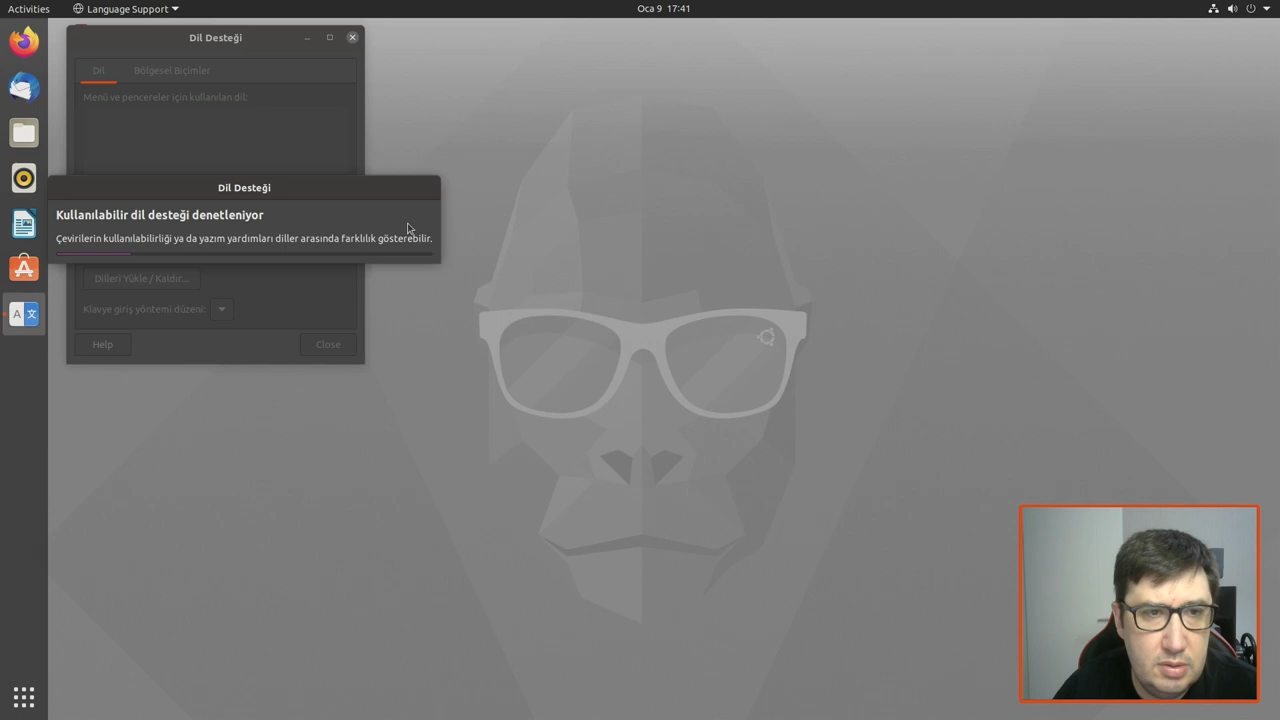 Activities
Language Support
Oca 9 17:41
Dil Desteği
Dil
Bölgesel Biçimler
Menü ve pencereler için kullanılan dil:
Dil Desteği
Kullanılabilir dil desteği denetleniyor
Çevirilerin kullanılabilirliği ya da yazım yardımları diller arasında farklılık gösterebilir.
Dilleri Yükle / Kaldır...
Klavye giriş yöntemi düzeni:
Help
Close
A 文